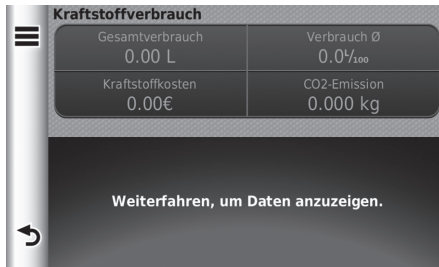 Kraftstoffverbrauch
Gesamtverbrauch
0.00 L
Verbrauch Ø
0.0L/100
Kraftstoffkosten
0.00€
CO2-Emission
0.000 kg
Weiterfahren, um Daten anzuzeigen.